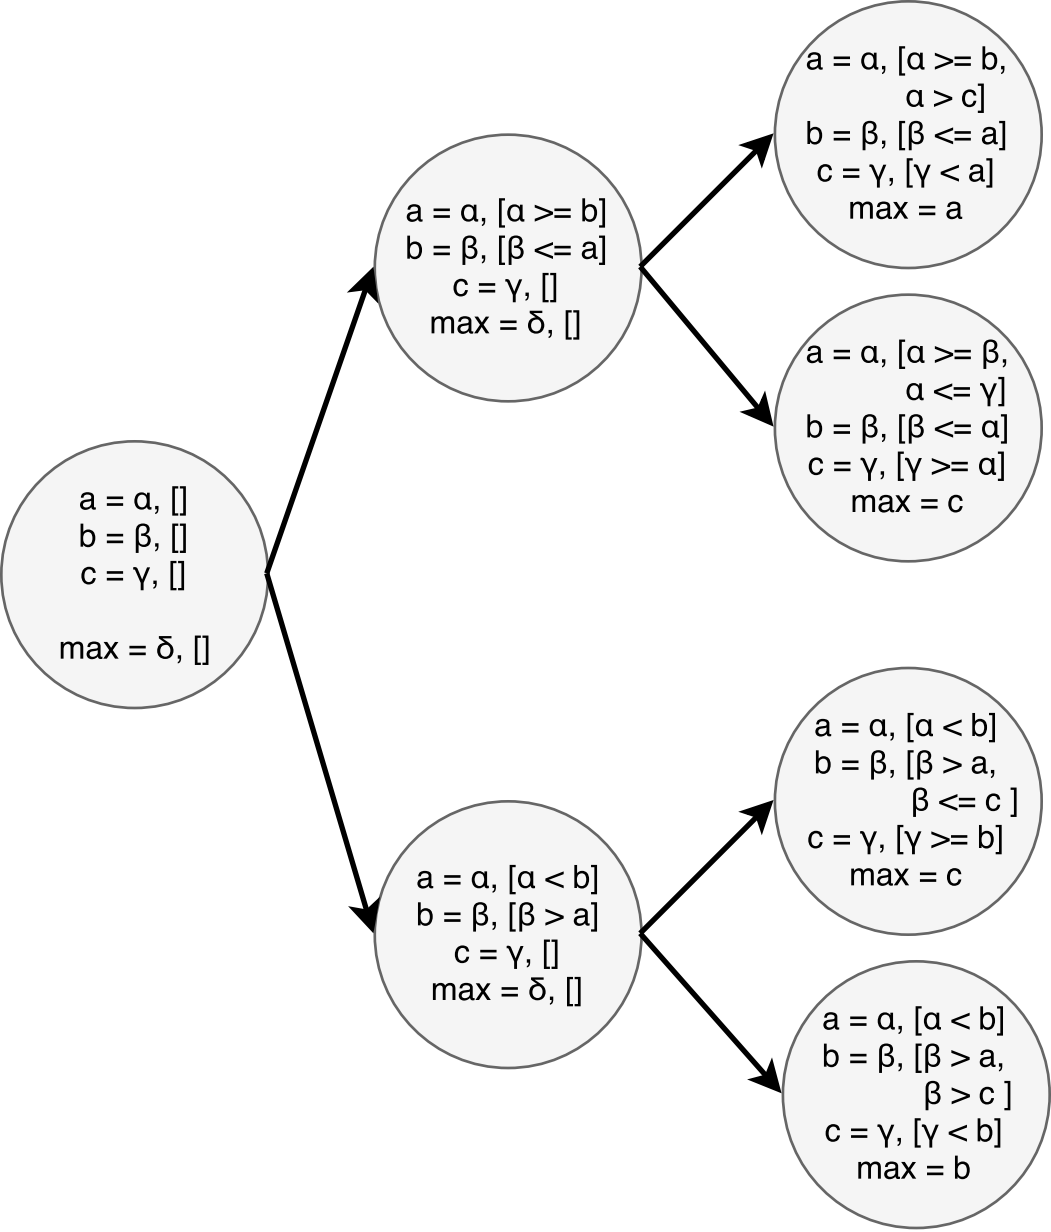 a = α, []
b = β, []
c = γ, []
max = δ, []
a = α, [α >= b]
b = β, [β <= a]
c = γ, []
max = δ, []
a = α, [α >= b,
α > c]
b = β, [β <= a]
c = γ, [γ < a]
max = a
a = α, [α >= β,
α <= γ]
b = β, [β <= α]
c = γ, [γ >= α]
max = c
a = α, [α < b]
b = β, [β > a]
c = γ, []
max = δ, []
a = α, [α < b]
b = β, [β > a,
β <= c ]
c = γ, [γ >= b]
max = c
a = α, [α < b]
b = β, [β > a,
β > c ]
c = γ, [γ < b]
max = b